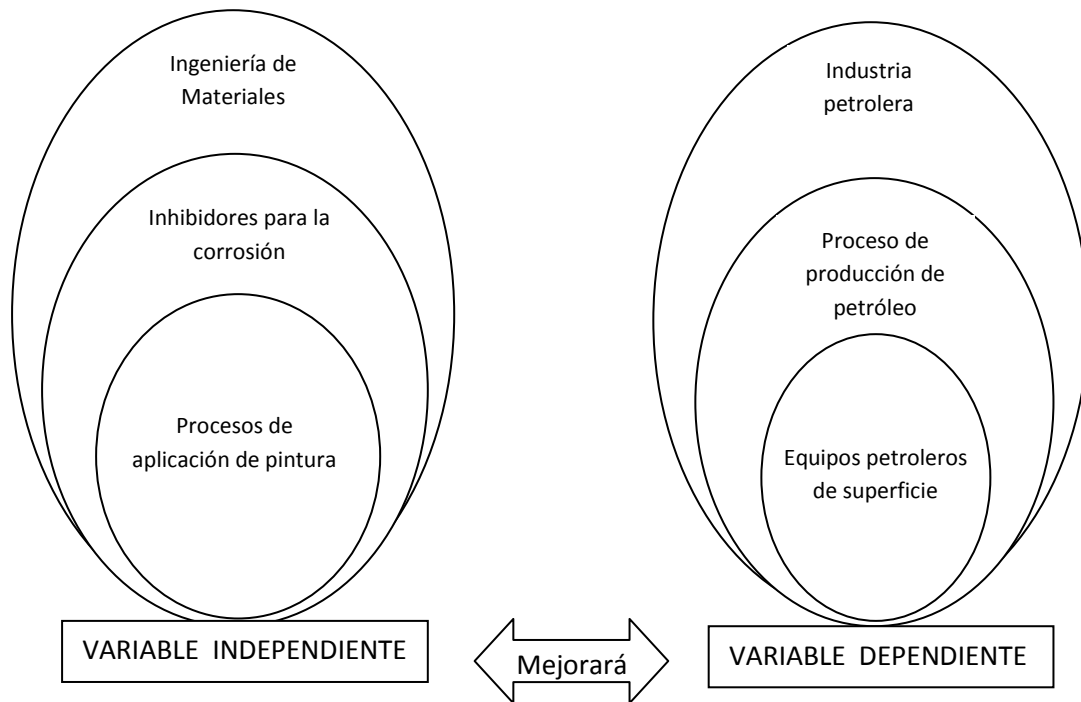 Ingeniería de
Materiales
Inhibidores para la
corrosión
Procesos de
aplicación de pintura
VARIABLE INDEPENDIENTE
Mejorará
Industria
petrolera
Proceso de
producción de
petróleo
Equipos petroleros
de superficie
VARIABLE DEPENDIENTE